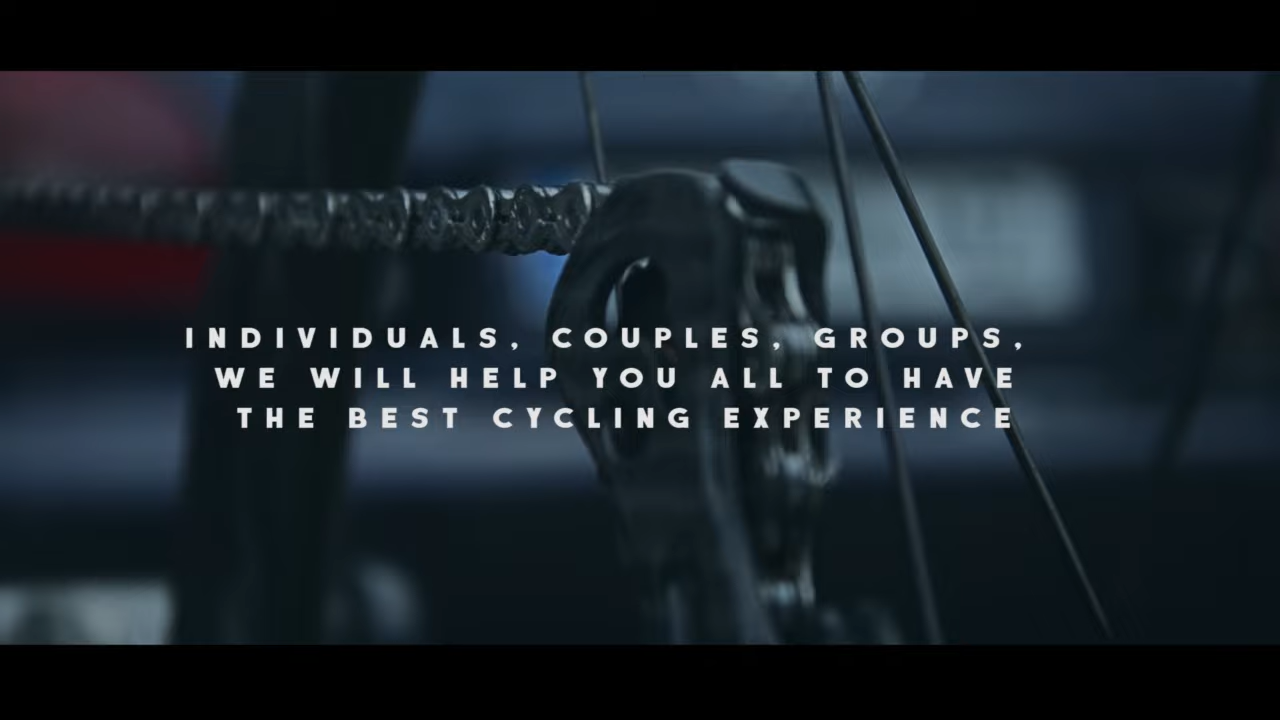 INDIVIDUALS, COUPLES, GROUPS,
WE WILL HELP YOU ALL TO HAVE
THE BEST CYCLING EXPERIENCE